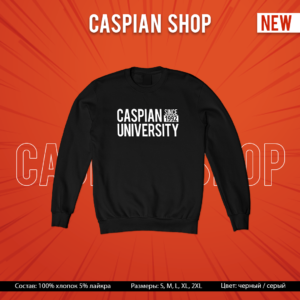 CASPIAN SHOP
NEW
CASPIAN SINCE 1992
UNIVERSITY
CASPIAN SHOP
Состав: 100% хлопок 5% лайкра
Размеры: S, M, L, XL, 2XL
Цвет: черный / серый